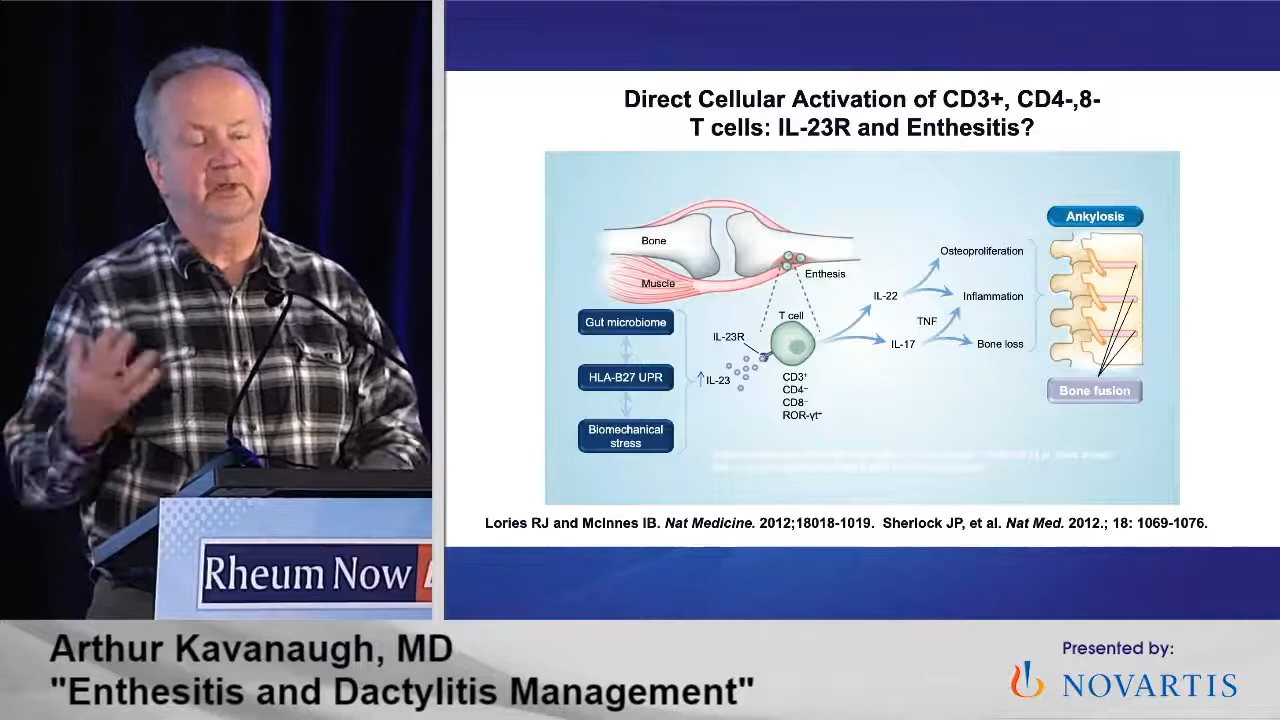 Direct Cellular Activation of CD3+, CD4-,8-
T cells: IL-23R and Enthesitis?
Ankylosis
Bone
Osteoproliferation
Enthesis
Muscle
IL-22
Inflammation
Gut microbiome
T cell
TNF
IL-23R
IL-17
Bone loss
HLA-B27 UPR
↑IL-23
CD3⁺
CD4⁻
CD8⁻
ROR-γt⁺
Bone fusion
Biomechanical
stress
Lories RJ and McInnes IB. Nat Medicine. 2012;18018-1019. Sherlock JP, et al. Nat Med. 2012.; 18: 1069-1076.
Rheum Now
Arthur Kavanaugh, MD
"Enthesitis and Dactylitis Management"
Presented by:
NOVARTIS